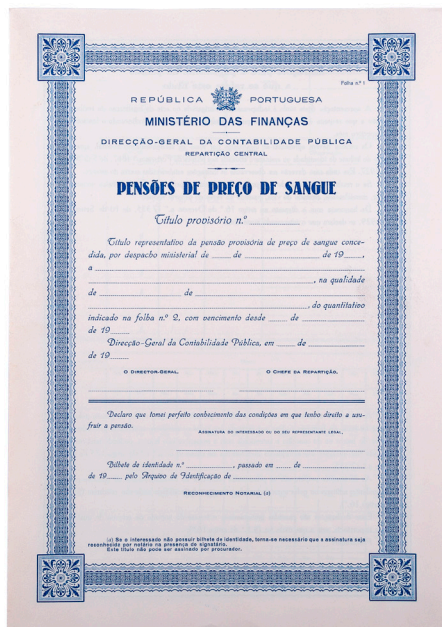 Folha n.º 1
REPÚBLICA PORTUGUESA
MINISTÉRIO DAS FINANÇAS
DIRECÇÃO-GERAL DA CONTABILIDADE PÚBLICA
REPARTIÇÃO CENTRAL
PENSÕES DE PREÇO DE SANGUE
Título provisório n.º
Título representativo da pensão provisória de preço de sangue conce-
dida, por despacho ministerial de de de 19 ,
a
, na qualidade
de de
, do quantitativo
indicado na folha n.º 2, com vencimento desde de
de 19
Direcção-Geral da Contabilidade Pública, em de
de 19
O DIRECTOR-GERAL, O CHEFE DA REPARTIÇÃO,
Declaro que tomei perfeito conhecimento das condições em que tenho direito a usu-
fruir a pensão.
ASSINATURA DO INTERESSADO OU DO SEU REPRESENTANTE LEGAL,
Bilhete de identidade n.º , passado em de
de 19 pelo Arquivo de Identificação de
RECONHECIMENTO NOTARIAL (a)
(a) Se o interessado não possuir bilhete de identidade, torna-se necessário que a assinatura seja
reconhecida por notário na presença do signatário.
Este título não pode ser assinado por procurador.